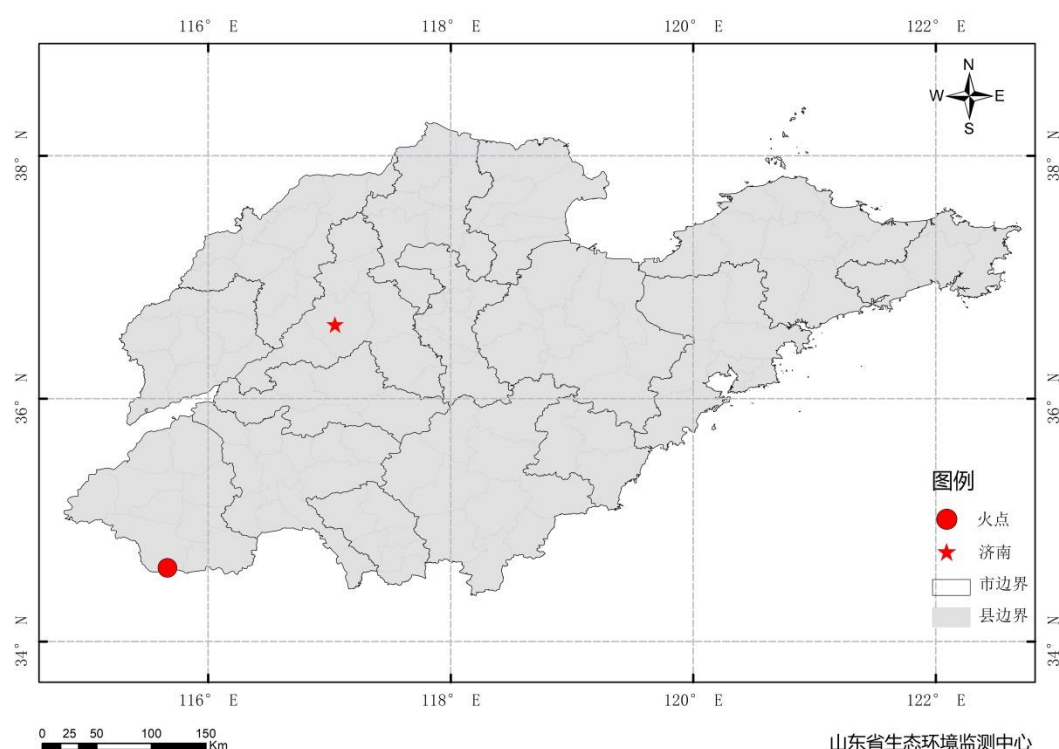 116° E 118° E 120° E 122° E
N
W E
S
38° N 38° N
36° N 36° N
34° N 34° N
图例
火点
济南
市边界
县边界
116° E 118° E 120° E 122° E
0 25 50 100 150
Km
山东省生态环境监测中心